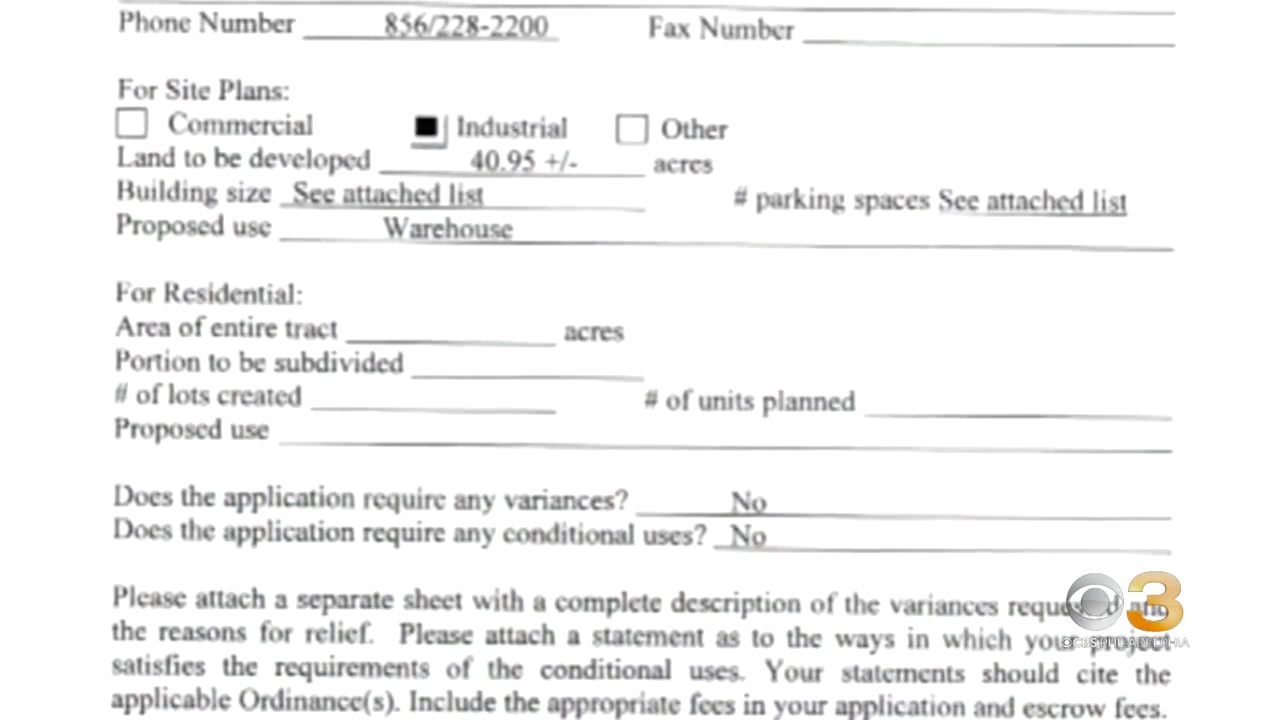 Phone Number 856/228-2200 Fax Number
For Site Plans:
Commercial Industrial Other
Land to be developed 40.95 +/- acres
Building size See attached list # parking spaces See attached list
Proposed use Warehouse
For Residential:
Area of entire tract acres
Portion to be subdivided
# of lots created # of units planned
Proposed use
Does the application require any variances? No
Does the application require any conditional uses? No
Please attach a separate sheet with a complete description of the variances requested and
the reasons for relief. Please attach a statement as to the ways in which your project
satisfies the requirements of the conditional uses. Your statements should cite the
applicable Ordinance(s). Include the appropriate fees in your application and escrow fees.
3
CBSPHILADELPHIA